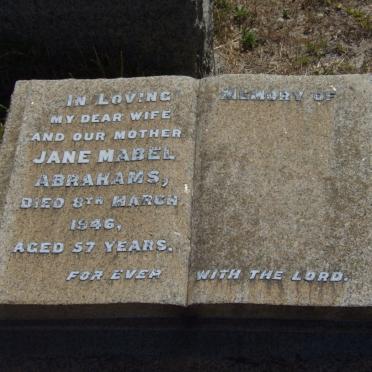 IN LOVING MEMORY OF
MY DEAR WIFE
AND OUR MOTHER
JANE MABEL
ABRAHAMS,
DIED 8TH MARCH
1946,
AGED 57 YEARS.
FOR EVER WITH THE LORD.